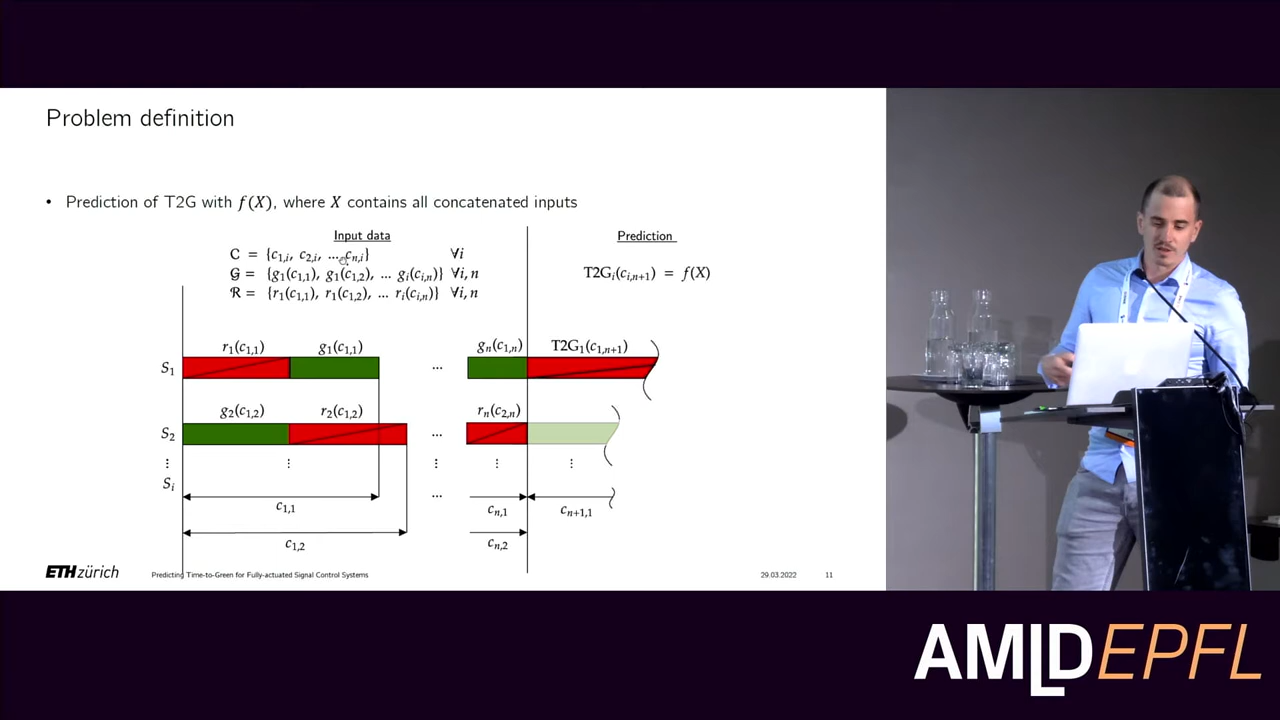 Problem definition
• Prediction of T2G with f(X), where X contains all concatenated inputs
Input data
C = {c1,i, c2,i, ... cn,i} ∀i
G = {g1(c1,1), g1(c1,2), ... gi(ci,n)} ∀i,n
R = {r1(c1,1), r1(c1,2), ... ri(ci,n)} ∀i,n
Prediction
T2Gi(ci,n+1) = f(X)
r1(c1,1) g1(c1,1) gn(c1,n) T2G1(c1,n+1)
S1 ...
g2(c1,2) r2(c1,2) rn(c2,n)
S2 ...
⋮ ⋮ ⋮ ⋮ ⋮
Si
...
c1,1 cn,1 cn+1,1
c1,2 cn,2
ETH zürich Predicting Time-to-Green for Fully-actuated Signal Control Systems 29.03.2022 11
AMLD EPFL